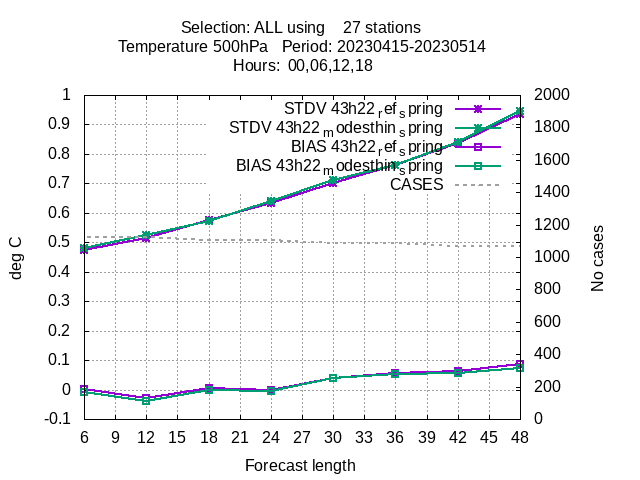 Selection: ALL using    27 stations
Temperature 500hPa   Period: 20230415-20230514
Hours:  00,06,12,18
STDV 43h22_ref_spring
STDV 43h22_modesthin_spring
BIAS 43h22_ref_spring
BIAS 43h22_modesthin_spring
CASES
1
0.9
0.8
0.7
0.6
0.5
0.4
0.3
0.2
0.1
0
-0.1
deg C
2000
1800
1600
1400
1200
1000
800
600
400
200
0
No cases
6 9 12 15 18 21 24 27 30 33 36 39 42 45 48
Forecast length